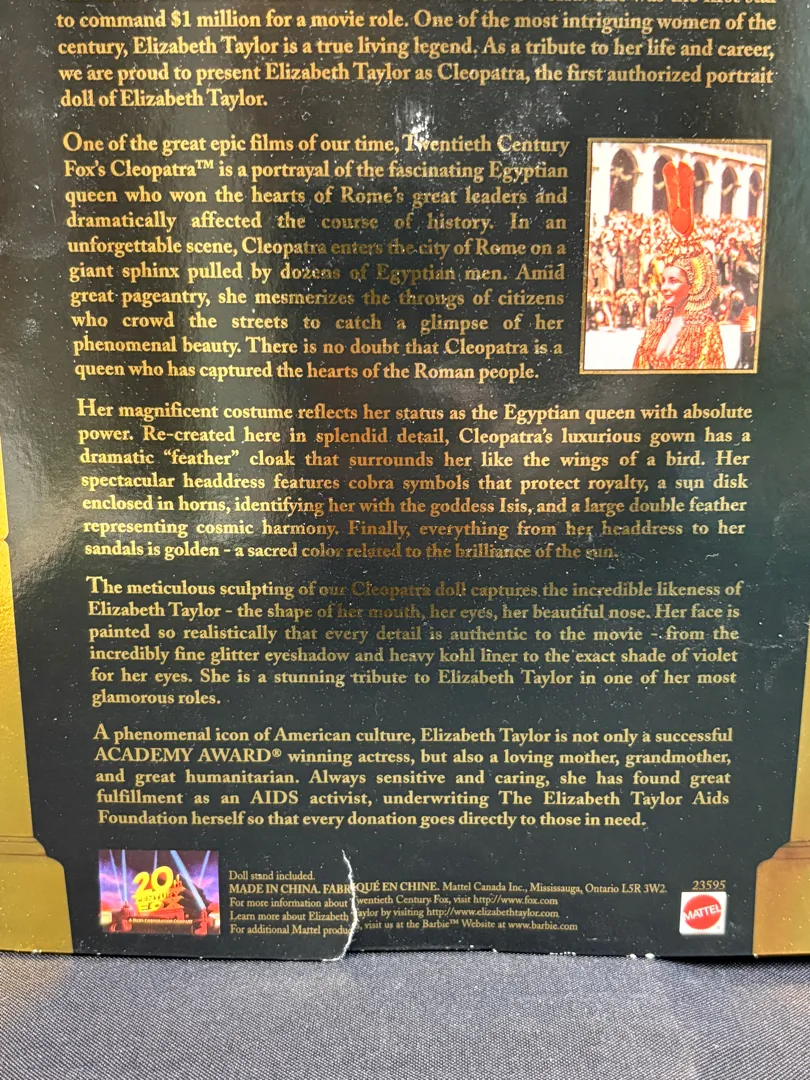 to command $1 million for a movie role. One of the most intriguing women of the
century, Elizabeth Taylor is a true living legend. As a tribute to her life and career,
we are proud to present Elizabeth Taylor as Cleopatra, the first authorized portrait
doll of Elizabeth Taylor.
One of the great epic films of our time, Twentieth Century
Fox's Cleopatra™ is a portrayal of the fascinating Egyptian
queen who won the hearts of Rome's great leaders and
dramatically affected the course of history. In an
unforgettable scene, Cleopatra enters the city of Rome on a
giant sphinx pulled by dozens of Egyptian men. Amid
great pageantry, she mesmerizes the throngs of citizens
who crowd the streets to catch a glimpse of her
phenomenal beauty. There is no doubt that Cleopatra is a
queen who has captured the hearts of the Roman people.
Her magnificent costume reflects her status as the Egyptian queen with absolute
power. Re-created here in splendid detail, Cleopatra's luxurious gown has a
dramatic "feather" cloak that surrounds her like the wings of a bird. Her
spectacular headdress features cobra symbols that protect royalty, a sun disk
enclosed in horns, identifying her with the goddess Isis, and a large double feather
representing cosmic harmony. Finally, everything from her headdress to her
sandals is golden - a sacred color related to the brilliance of the sun.
The meticulous sculpting of our Cleopatra doll captures the incredible likeness of
Elizabeth Taylor - the shape of her mouth, her eyes, her beautiful nose. Her face is
painted so realistically that every detail is authentic to the movie - from the
incredibly fine glitter eyeshadow and heavy kohl liner to the exact shade of violet
for her eyes. She is a stunning tribute to Elizabeth Taylor in one of her most
glamorous roles.
A phenomenal icon of American culture, Elizabeth Taylor is not only a successful
ACADEMY AWARD® winning actress, but also a loving mother, grandmother,
and great humanitarian. Always sensitive and caring, she has found great
fulfillment as an AIDS activist, underwriting The Elizabeth Taylor Aids
Foundation herself so that every donation goes directly to those in need.
20
CENTURY
FOX
A NEWS CORPORATION COMPANY
Doll stand included.
MADE IN CHINA. FABRIQUÉ EN CHINE. Mattel Canada Inc., Mississauga, Ontario L5R 3W2.
For more information about Twentieth Century Fox, visit http://www.fox.com
Learn more about Elizabeth Taylor by visiting http://www.elizabethtaylor.com
For additional Mattel products, visit us at the Barbie™ Website at www.barbie.com
23595
MATTEL